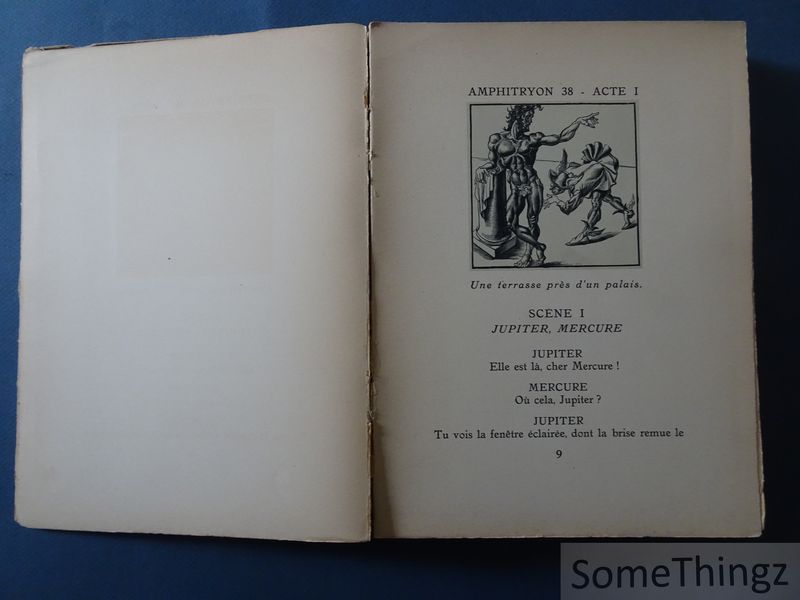 AMPHITRYON 38 - ACTE I
Une terrasse près d'un palais.
SCÈNE I
JUPITER, MERCURE
JUPITER
Elle est là, cher Mercure !
MERCURE
Où cela, Jupiter ?
JUPITER
Tu vois la fenêtre éclairée, dont la brise remue le
9
SomeThingz